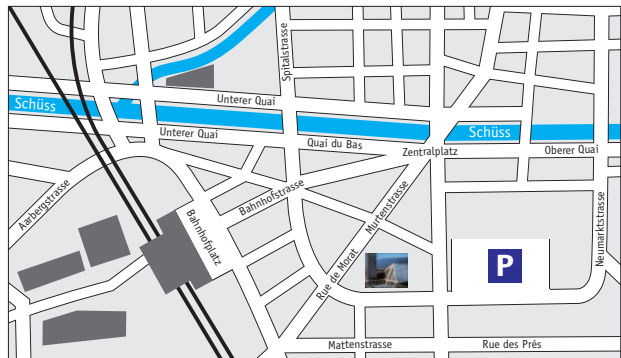 Spitalstrasse
Unterer Quai
Schüss
Unterer Quai
Quai du Bas
Schüss
Zentralplatz
Oberer Quai
Aarbergstrasse
Bahnhofplatz
Bahnhofstrasse
Murtenstrasse
Rue de Morat
Neumarktstrasse
P
Mattenstrasse
Rue des Prés